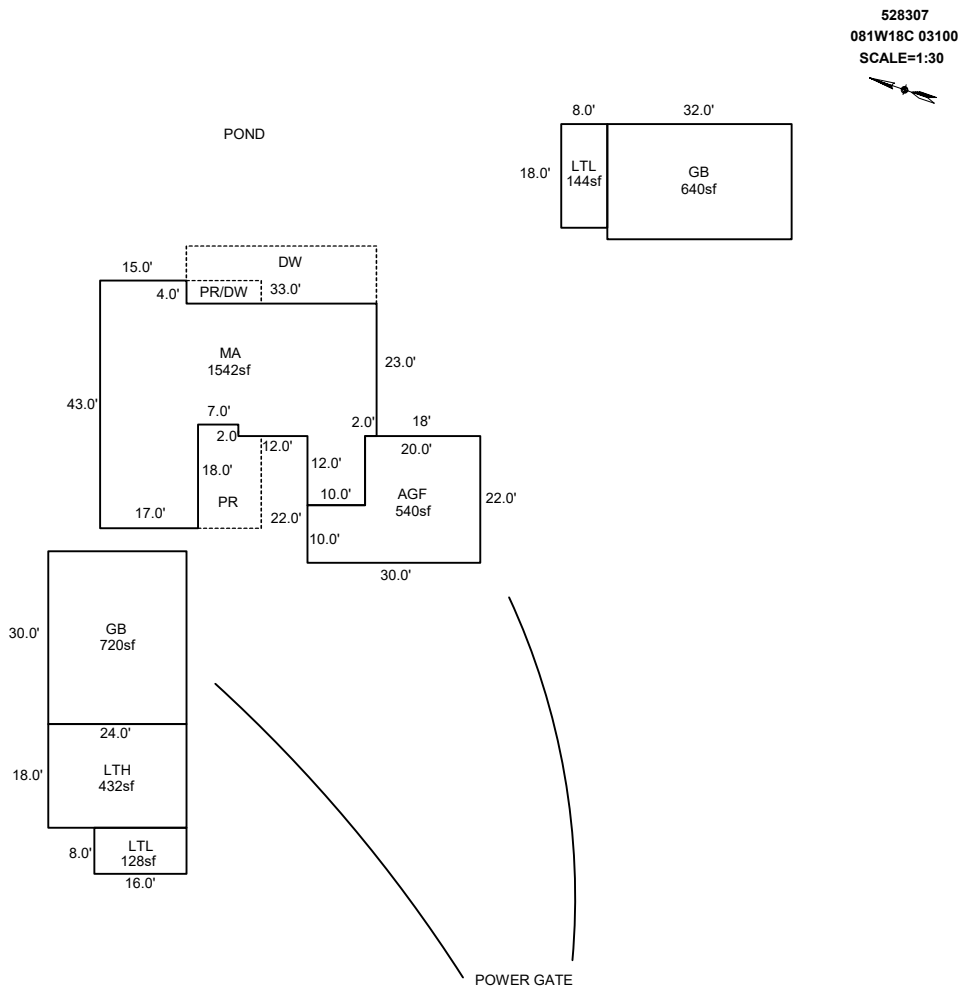 528307
081W18C 03100
SCALE=1:30
8.0'
32.0'
POND
18.0'
LTL
144sf
GB
640sf
DW
15.0'
4.0'
PR/DW
33.0'
MA
1542sf
23.0'
43.0'
7.0'
2.0'
18'
2.0
12.0'
20.0'
18.0'
12.0'
PR
10.0'
AGF
540sf
22.0'
17.0'
22.0'
10.0'
30.0'
GB
720sf
30.0'
24.0'
LTH
432sf
18.0'
LTL
128sf
8.0'
16.0'
POWER GATE